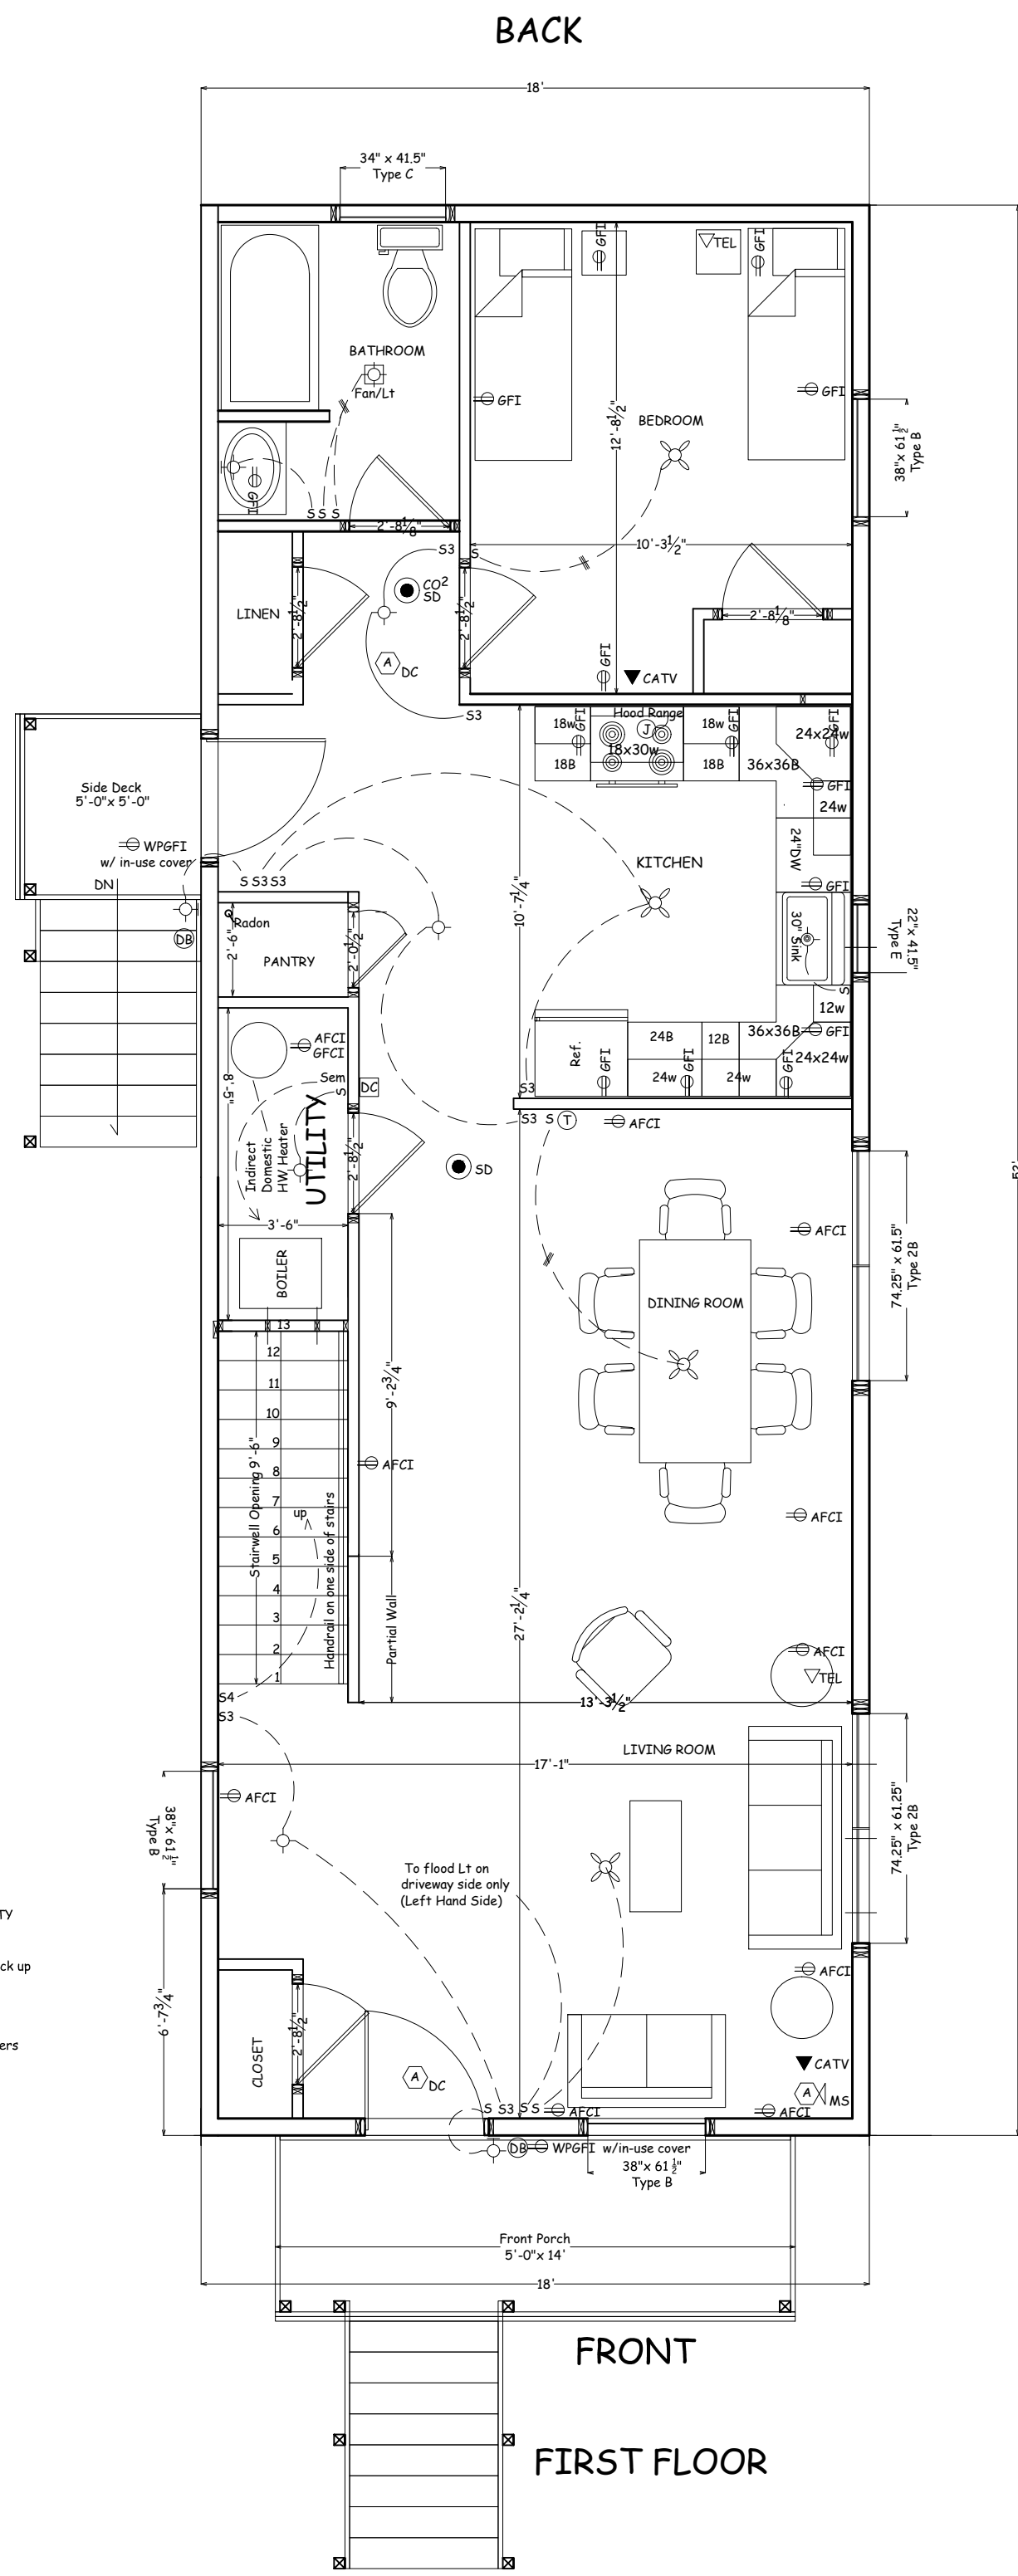 BACK
18'
34" x 41.5"
Type C
GFI
TEL
GFI
BATHROOM
Fan/Lt
GFI
GFI
12'-8½"
BEDROOM
38"x 61½"
Type B
GFI
S S S
2'-8⅛"
S3
S
10'-3½"
CO2
SD
LINEN
2'-8½"
2'-8½"
2'-8⅛"
A
DC
GFI
CATV
S3
Hood Range
18w
GFI
J
18w
GFI
24x24w
GFI
18x30w
18B
18B
36x36B
GFI
24w
Side Deck
5'-0"x 5'-0"
24"DW
WPGFI
w/ in-use cover
KITCHEN
DN
S S3S3
GFI
10'-7¼"
Radon
DB
2'-9"
PANTRY
2'-0½"
30" Sink
22"x 41.5"
Type E
S
12w
AFCI
GFCI
Ref.
24B
12B
36x36B
GFI
8'-5"
Sem
S
DC
GFI
24w
GFI
24w
GFI
24x24w
S3
S3 S T
AFCI
Indirect
Domestic
HW Heater
UTILITY
2'-8½"
SD
3'-6"
AFCI
74.25" x 61.5"
Type 2B
BOILER
DINING ROOM
13
12
11
10
9
8
7
6
5
4
3
2
1
Stairwell Opening 9'-6"
up
Handrail on one side of stairs
9'-2¾"
AFCI
AFCI
Partial Wall
27'-2¼"
AFCI
TEL
S4
S3
13'-3½"
LIVING ROOM
17'-1"
AFCI
38"x 61½"
Type B
74.25" x 61.25"
Type 2B
To flood Lt on
driveway side only
(Left Hand Side)
TY
ck up
ers
AFCI
6'-7¾"
CLOSET
2'-8½"
A
DC
CATV
A
MS
S S3 S S
AFCI
AFCI
DB
WPGFI w/in-use cover
38"x 61½"
Type B
Front Porch
5'-0"x 14'
18'
FRONT
FIRST FLOOR